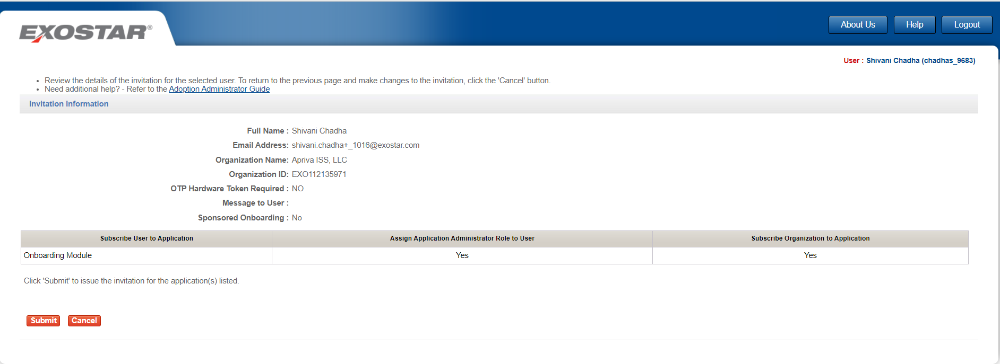 EXOSTAR®
About Us
Help
Logout
User : Shivani Chadha (chadhas_9683)
• Review the details of the invitation for the selected user. To return to the previous page and make changes to the invitation, click the 'Cancel' button.
• Need additional help? - Refer to the Adoption Administrator Guide
Invitation Information
Full Name : Shivani Chadha
Email Address: shivani.chadha+_1016@exostar.com
Organization Name: Apriva ISS, LLC
Organization ID: EXO112135971
OTP Hardware Token Required : NO
Message to User :
Sponsored Onboarding : No
Subscribe User to Application Assign Application Administrator Role to User Subscribe Organization to Application
Onboarding Module Yes Yes
Click 'Submit' to issue the invitation for the application(s) listed.
Submit Cancel